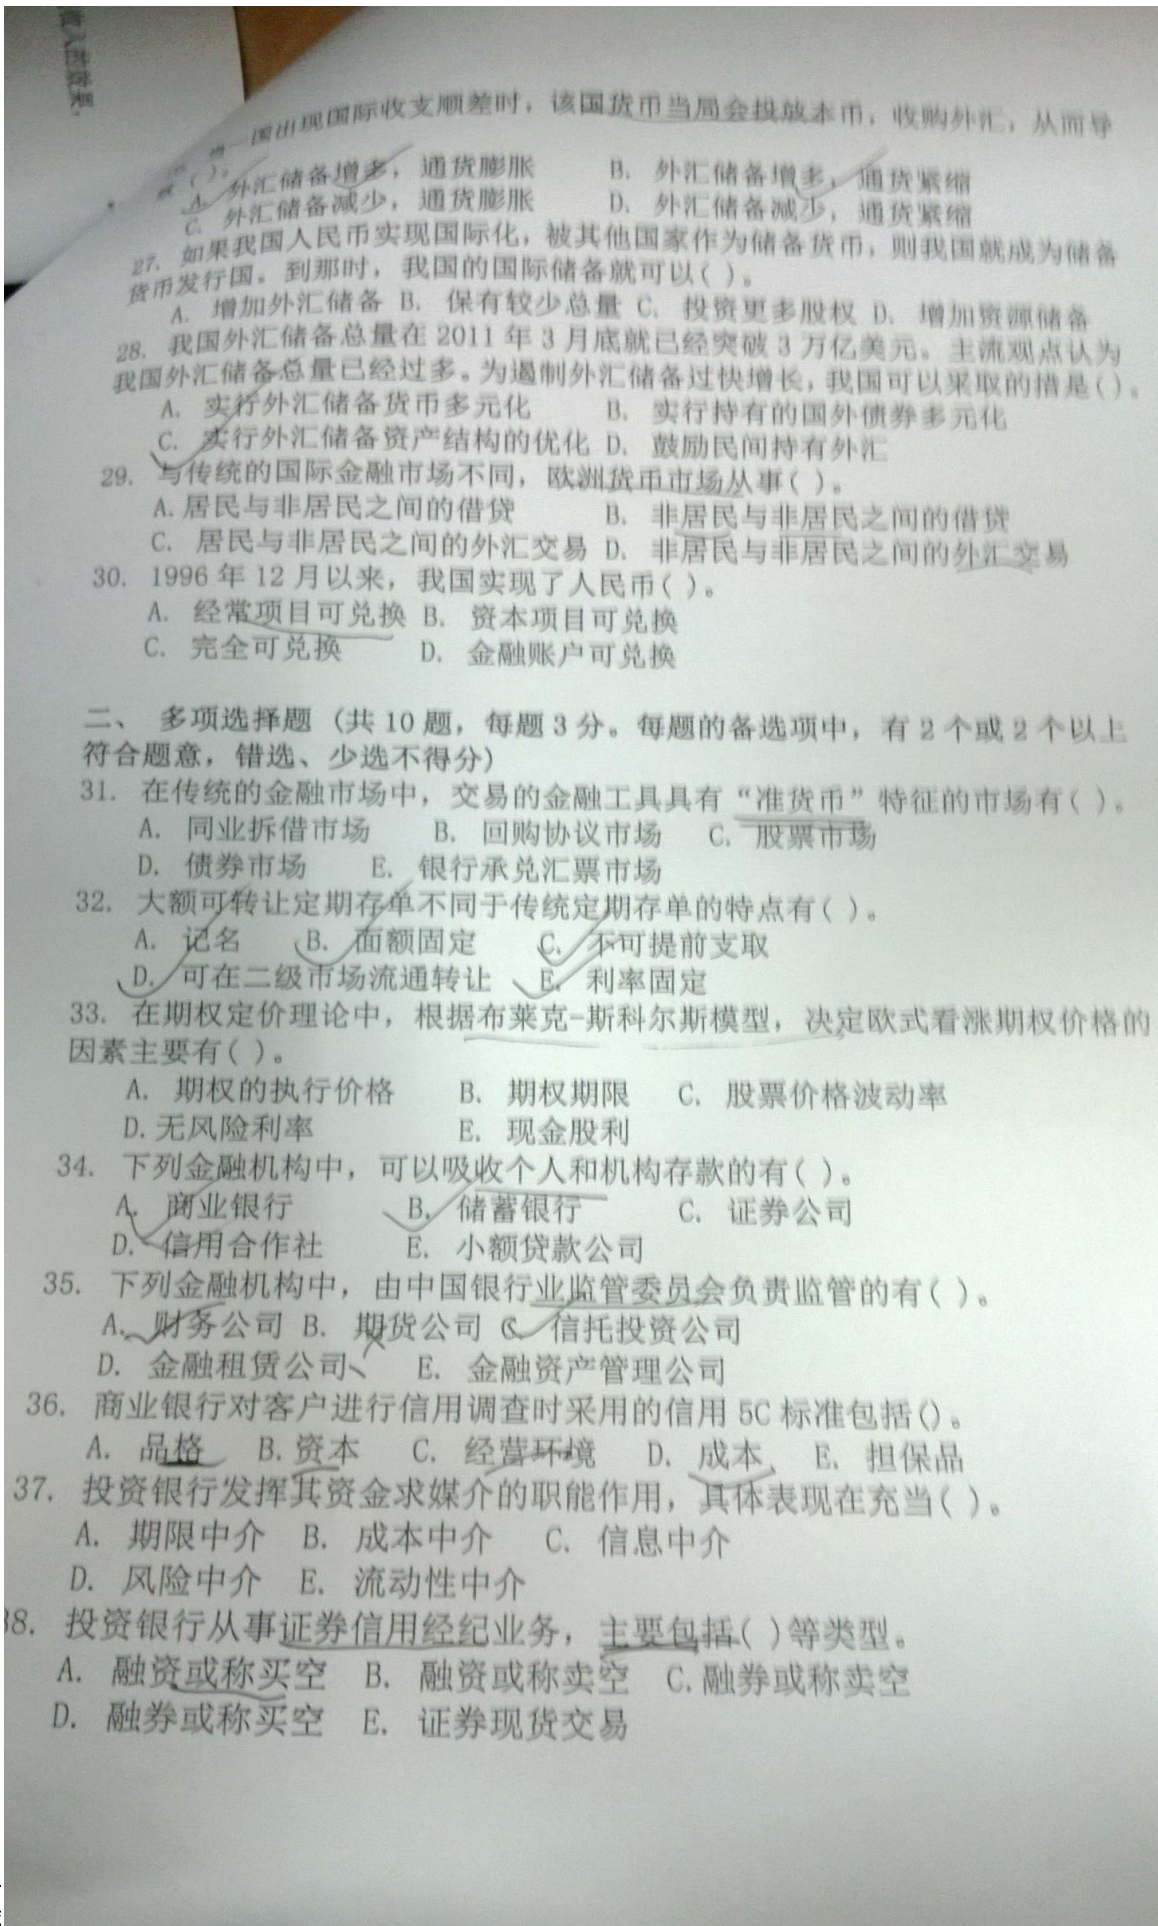 收入的效果。
当一国出现国际收支顺差时，该国货币当局会投放本币，收购外汇，从而导
( )。
A. 外汇储备增多，通货膨胀 B. 外汇储备增多，通货紧缩
C. 外汇储备减少，通货膨胀 D. 外汇储备减少，通货紧缩
27. 如果我国人民币实现国际化，被其他国家作为储备货币，则我国就成为储备
货币发行国。到那时，我国的国际储备就可以( )。
A. 增加外汇储备 B. 保有较少总量 C. 投资更多股权 D. 增加资源储备
28. 我国外汇储备总量在 2011 年 3 月底就已经突破 3 万亿美元。主流观点认为
我国外汇储备总量已经过多。为遏制外汇储备过快增长，我国可以采取的措是( )。
A. 实行外汇储备货币多元化 B. 实行持有的国外债券多元化
C. 实行外汇储备资产结构的优化 D. 鼓励民间持有外汇
29. 与传统的国际金融市场不同，欧洲货币市场从事( )。
A.居民与非居民之间的借贷 B. 非居民与非居民之间的借贷
C. 居民与非居民之间的外汇交易 D. 非居民与非居民之间的外汇交易
30. 1996 年 12 月以来，我国实现了人民币( )。
A. 经常项目可兑换 B. 资本项目可兑换
C. 完全可兑换 D. 金融账户可兑换
二、 多项选择题 (共 10 题，每题 3 分。每题的备选项中，有 2 个或 2 个以上
符合题意，错选、少选不得分)
31. 在传统的金融市场中，交易的金融工具具有“准货币”特征的市场有( )。
A. 同业拆借市场 B. 回购协议市场 C. 股票市场
D. 债券市场 E. 银行承兑汇票市场
32. 大额可转让定期存单不同于传统定期存单的特点有( )。
A. 记名 B. 面额固定 C. 不可提前支取
D. 可在二级市场流通转让 E. 利率固定
33. 在期权定价理论中，根据布莱克-斯科尔斯模型，决定欧式看涨期权价格的
因素主要有( )。
A. 期权的执行价格 B. 期权期限 C. 股票价格波动率
D.无风险利率 E. 现金股利
34. 下列金融机构中，可以吸收个人和机构存款的有( )。
A. 商业银行 B. 储蓄银行 C. 证券公司
D. 信用合作社 E. 小额贷款公司
35. 下列金融机构中，由中国银行业监管委员会负责监管的有( )。
A. 财务公司 B. 期货公司 C. 信托投资公司
D. 金融租赁公司 E. 金融资产管理公司
36. 商业银行对客户进行信用调查时采用的信用 5C 标准包括()。
A. 品格 B.资本 C. 经营环境 D. 成本 E. 担保品
37. 投资银行发挥其资金求媒介的职能作用，具体表现在充当( )。
A. 期限中介 B. 成本中介 C. 信息中介
D. 风险中介 E. 流动性中介
38. 投资银行从事证券信用经纪业务，主要包括( )等类型。
A. 融资或称买空 B. 融资或称卖空 C.融券或称卖空
D. 融券或称买空 E. 证券现货交易